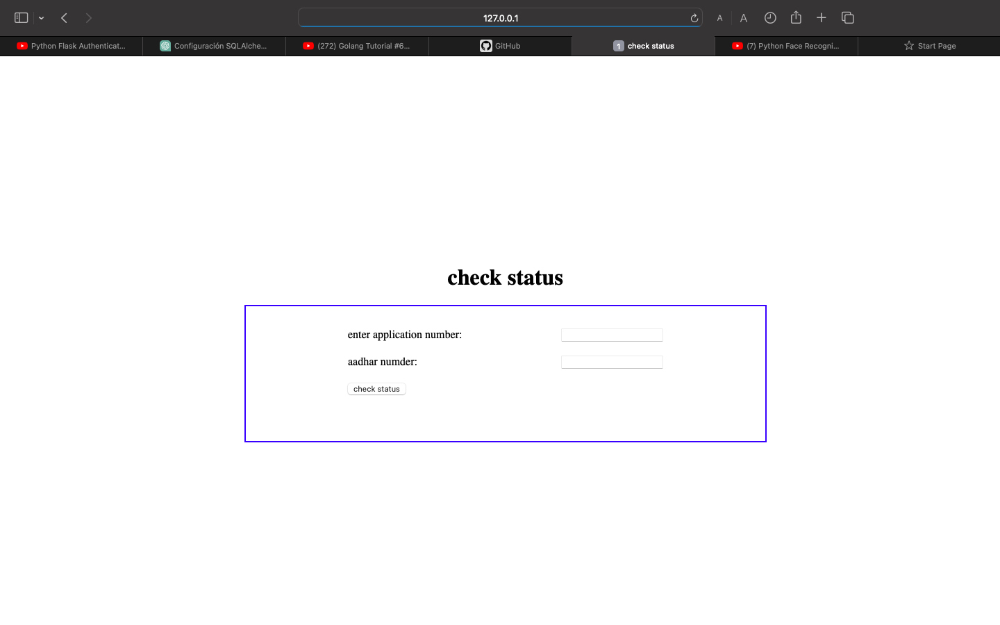 127.0.0.1
A A
Python Flask Authenticat...
Configuración SQLAlche...
(272) Golang Tutorial #6...
GitHub
1 check status
(7) Python Face Recogni...
Start Page
check status
enter application number:
aadhar numder:
check status